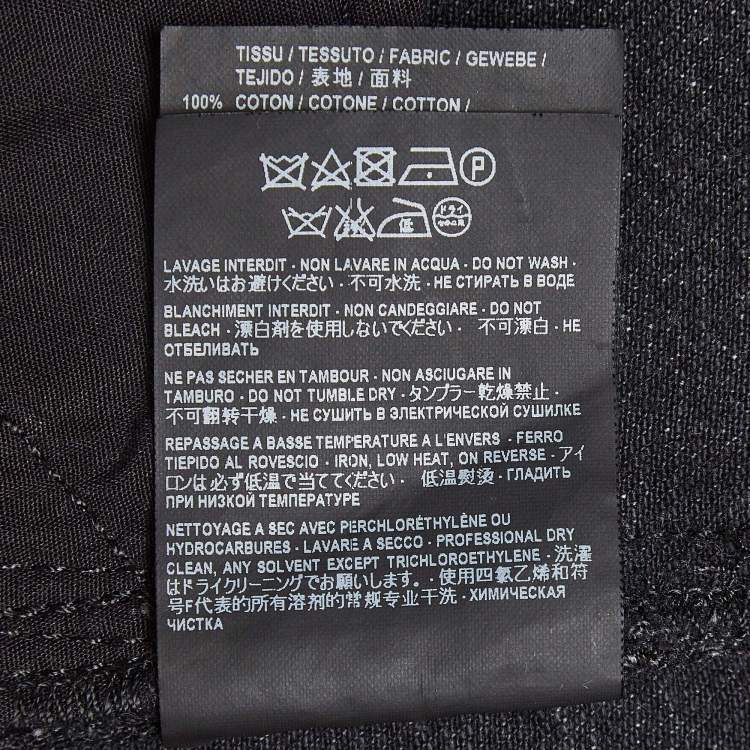 TISSU / TESSUTO / FABRIC / GEWEBE /
TEJIDO / 表地 / 面料
100% COTON / COTONE / COTTON /
P
低 ドライ
LAVAGE INTERDIT - NON LAVARE IN ACQUA - DO NOT WASH -
水洗いはお避けください - 不可水洗 - НЕ СТИРАТЬ В ВОДЕ
BLANCHIMENT INTERDIT - NON CANDEGGIARE - DO NOT
BLEACH - 漂白剤を使用しないでください - 不可漂白 - НЕ
ОТБЕЛИВАТЬ
NE PAS SECHER EN TAMBOUR - NON ASCIUGARE IN
TAMBURO - DO NOT TUMBLE DRY - タンブラー乾燥禁止 -
不可翻转干燥 - НЕ СУШИТЬ В ЭЛЕКТРИЧЕСКОЙ СУШИЛКЕ
REPASSAGE A BASSE TEMPERATURE A L'ENVERS - FERRO
TIEPIDO AL ROVESCIO - IRON, LOW HEAT, ON REVERSE - アイ
ロンは必ず低温で当ててください - 低温熨烫 - ГЛАДИТЬ
ПРИ НИЗКОЙ ТЕМПЕРАТУРЕ
NETTOYAGE A SEC AVEC PERCHLORÉTHYLÈNE OU
HYDROCARBURES - LAVARE A SECCO - PROFESSIONAL DRY
CLEAN, ANY SOLVENT EXCEPT TRICHLOROETHYLENE - 洗濯
はドライクリーニングでお願いします - 使用四氯乙烯和符
号F代表的所有溶剂的常规专业干洗 - ХИМИЧЕСКАЯ
ЧИСТКА